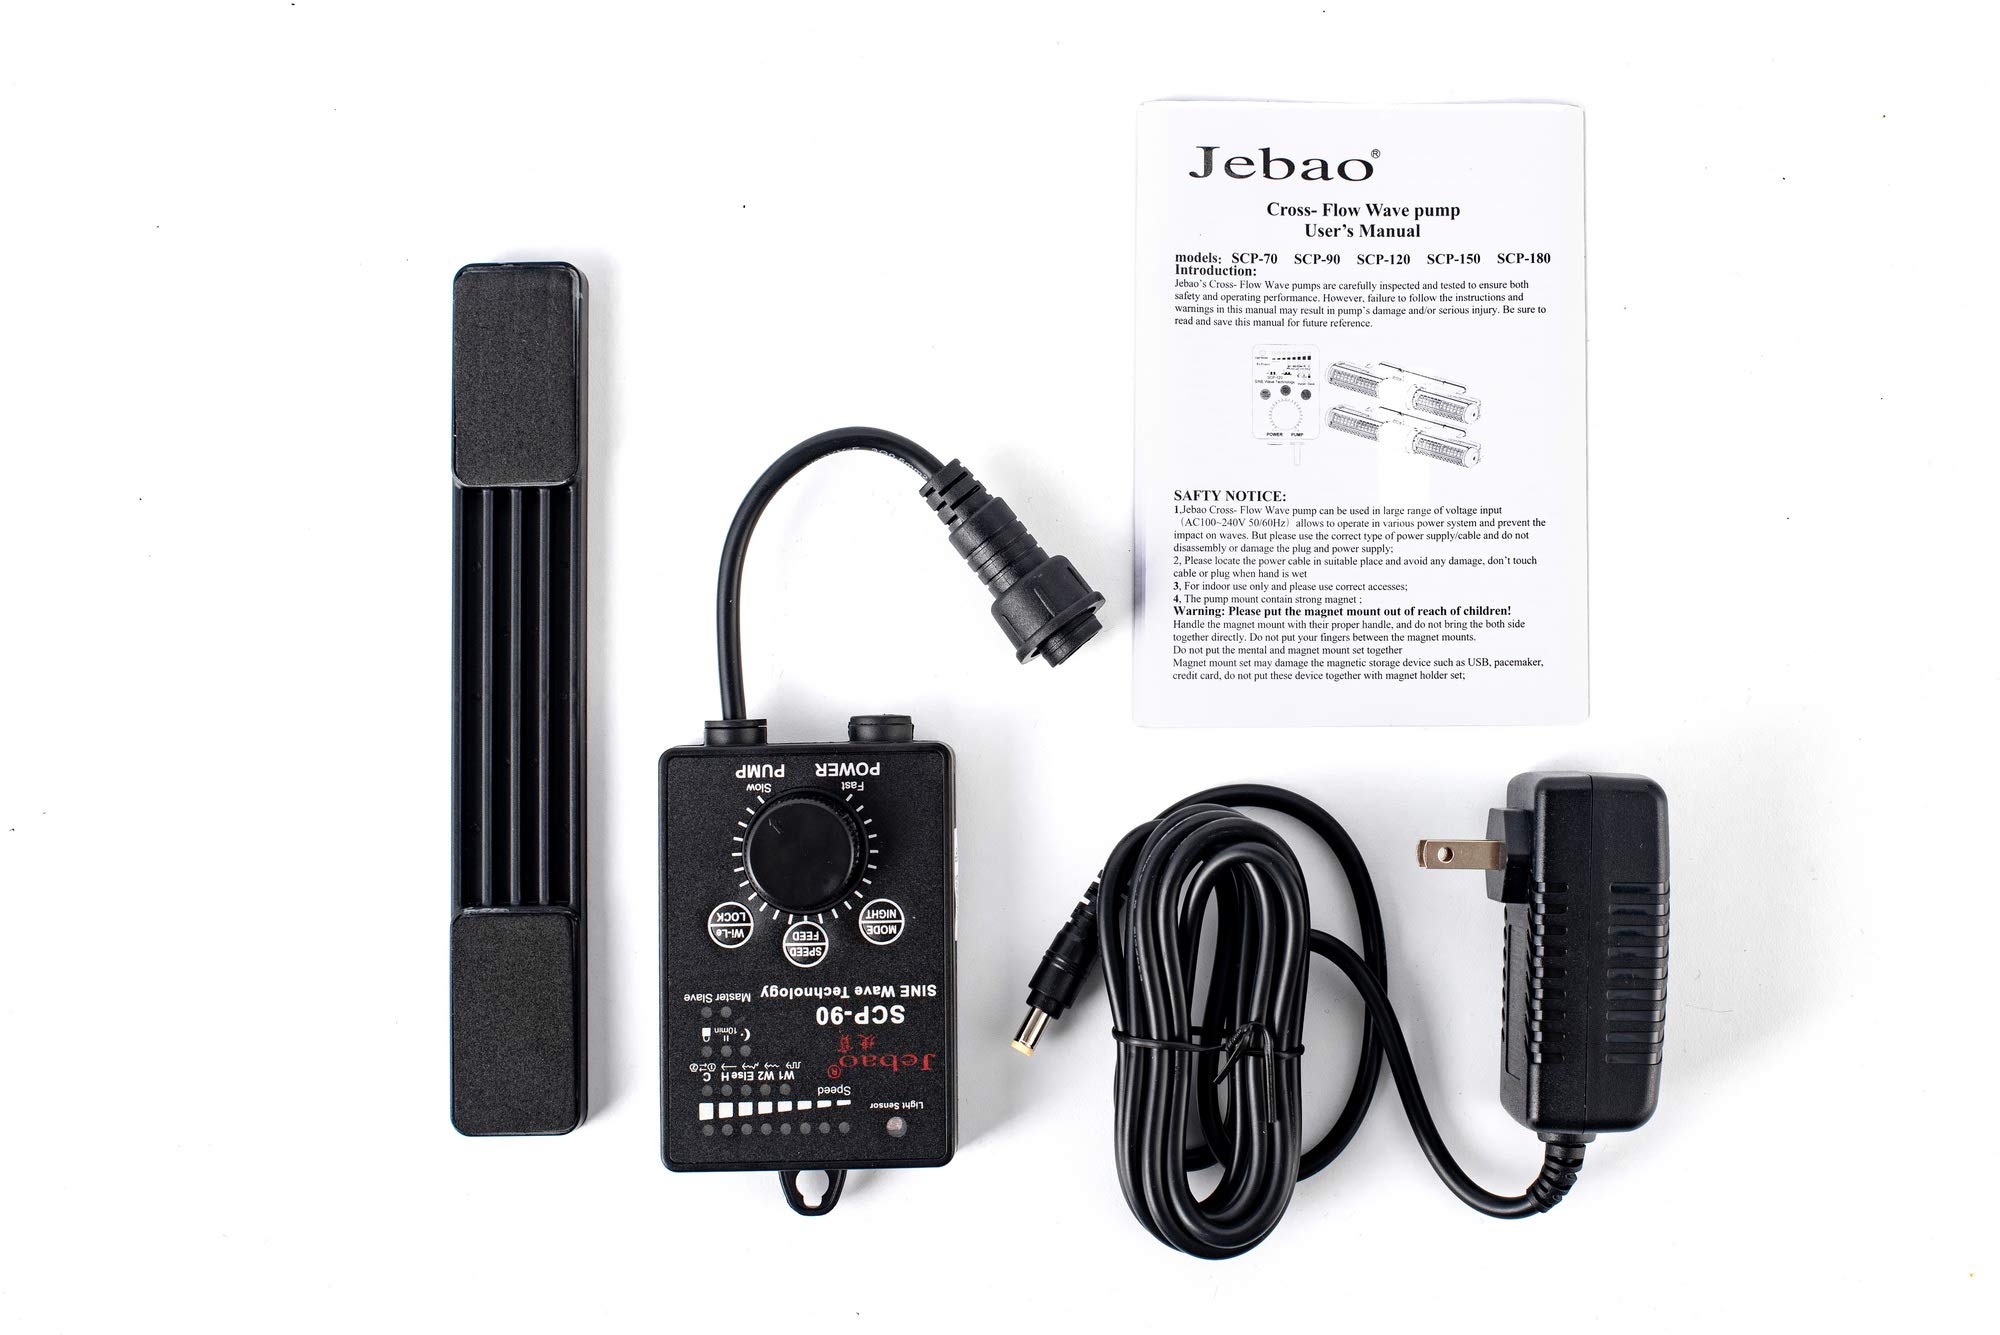 Jebao®
Cross- Flow Wave pump
User's Manual
models: SCP-70 SCP-90 SCP-120 SCP-150 SCP-180
Introduction:
Jebao's Cross- Flow Wave pumps are carefully inspected and tested to ensure both
safety and operating performance. However, failure to follow the instructions and
warnings in this manual may result in pump`s damage and/or serious injury. Be sure to
read and save this manual for future reference.
SCP-120
SINE Wave Technology
POWER PUMP
SAFTY NOTICE:
1,Jebao Cross- Flow Wave pump can be used in large range of voltage input
（AC100~240V 50/60Hz）allows to operate in various power system and prevent the
impact on waves. But please use the correct type of power supply/cable and do not
disassembly or damage the plug and power supply;
2, Please locate the power cable in suitable place and avoid any damage, don't touch
cable or plug when hand is wet
3, For indoor use only and please use correct accesses;
4, The pump mount contain strong magnet ;
Warning: Please put the magnet mount out of reach of children!
Handle the magnet mount with their proper handle, and do not bring the both side
together directly. Do not put your fingers between the magnet mounts.
Do not put the mental and magnet mount set together
Magnet mount set may damage the magnetic storage device such as USB, pacemaker,
credit card, do not put these device together with magnet holder set;
Light Sensor
Speed
W1 W2 Else H C
Jebao®
捷宝
10min
SCP-90
Master Slave
SINE Wave Technology
MODE
NIGHT
SPEED
FEED
Wi-Le
LOCK
Fast Slow
POWER PUMP